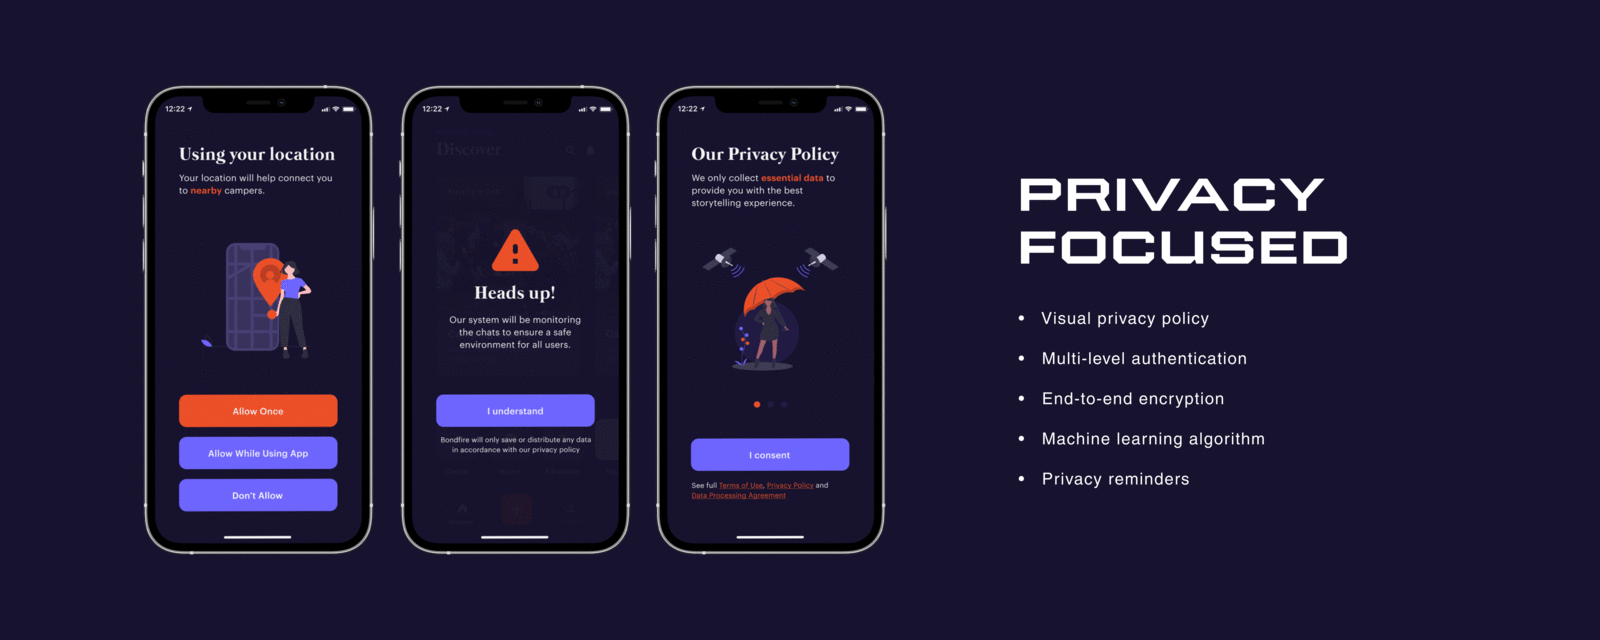 12:22
Using your location
Your location will help connect you
to nearby campers.
Allow Once
Allow While Using App
Don't Allow
12:22
Discover
Heads up!
Our system will be monitoring
the chats to ensure a safe
environment for all users.
I understand
Bondfire will only save or distribute any data
in accordance with our privacy policy
12:22
Our Privacy Policy
We only collect essential data to
provide you with the best
storytelling experience.
I consent
See full Terms of Use, Privacy Policy and
Data Processing Agreement
PRIVACY
FOCUSED
• Visual privacy policy
• Multi-level authentication
• End-to-end encryption
• Machine learning algorithm
• Privacy reminders